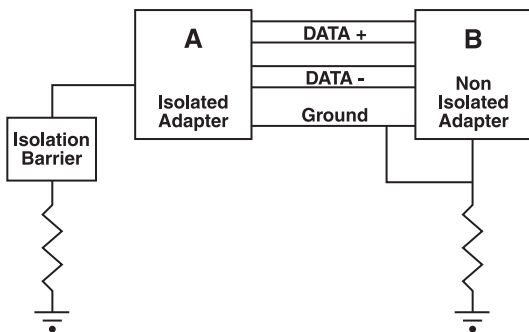 A
Isolated
Adapter
DATA +
DATA -
Ground
B
Non
Isolated
Adapter
Isolation
Barrier